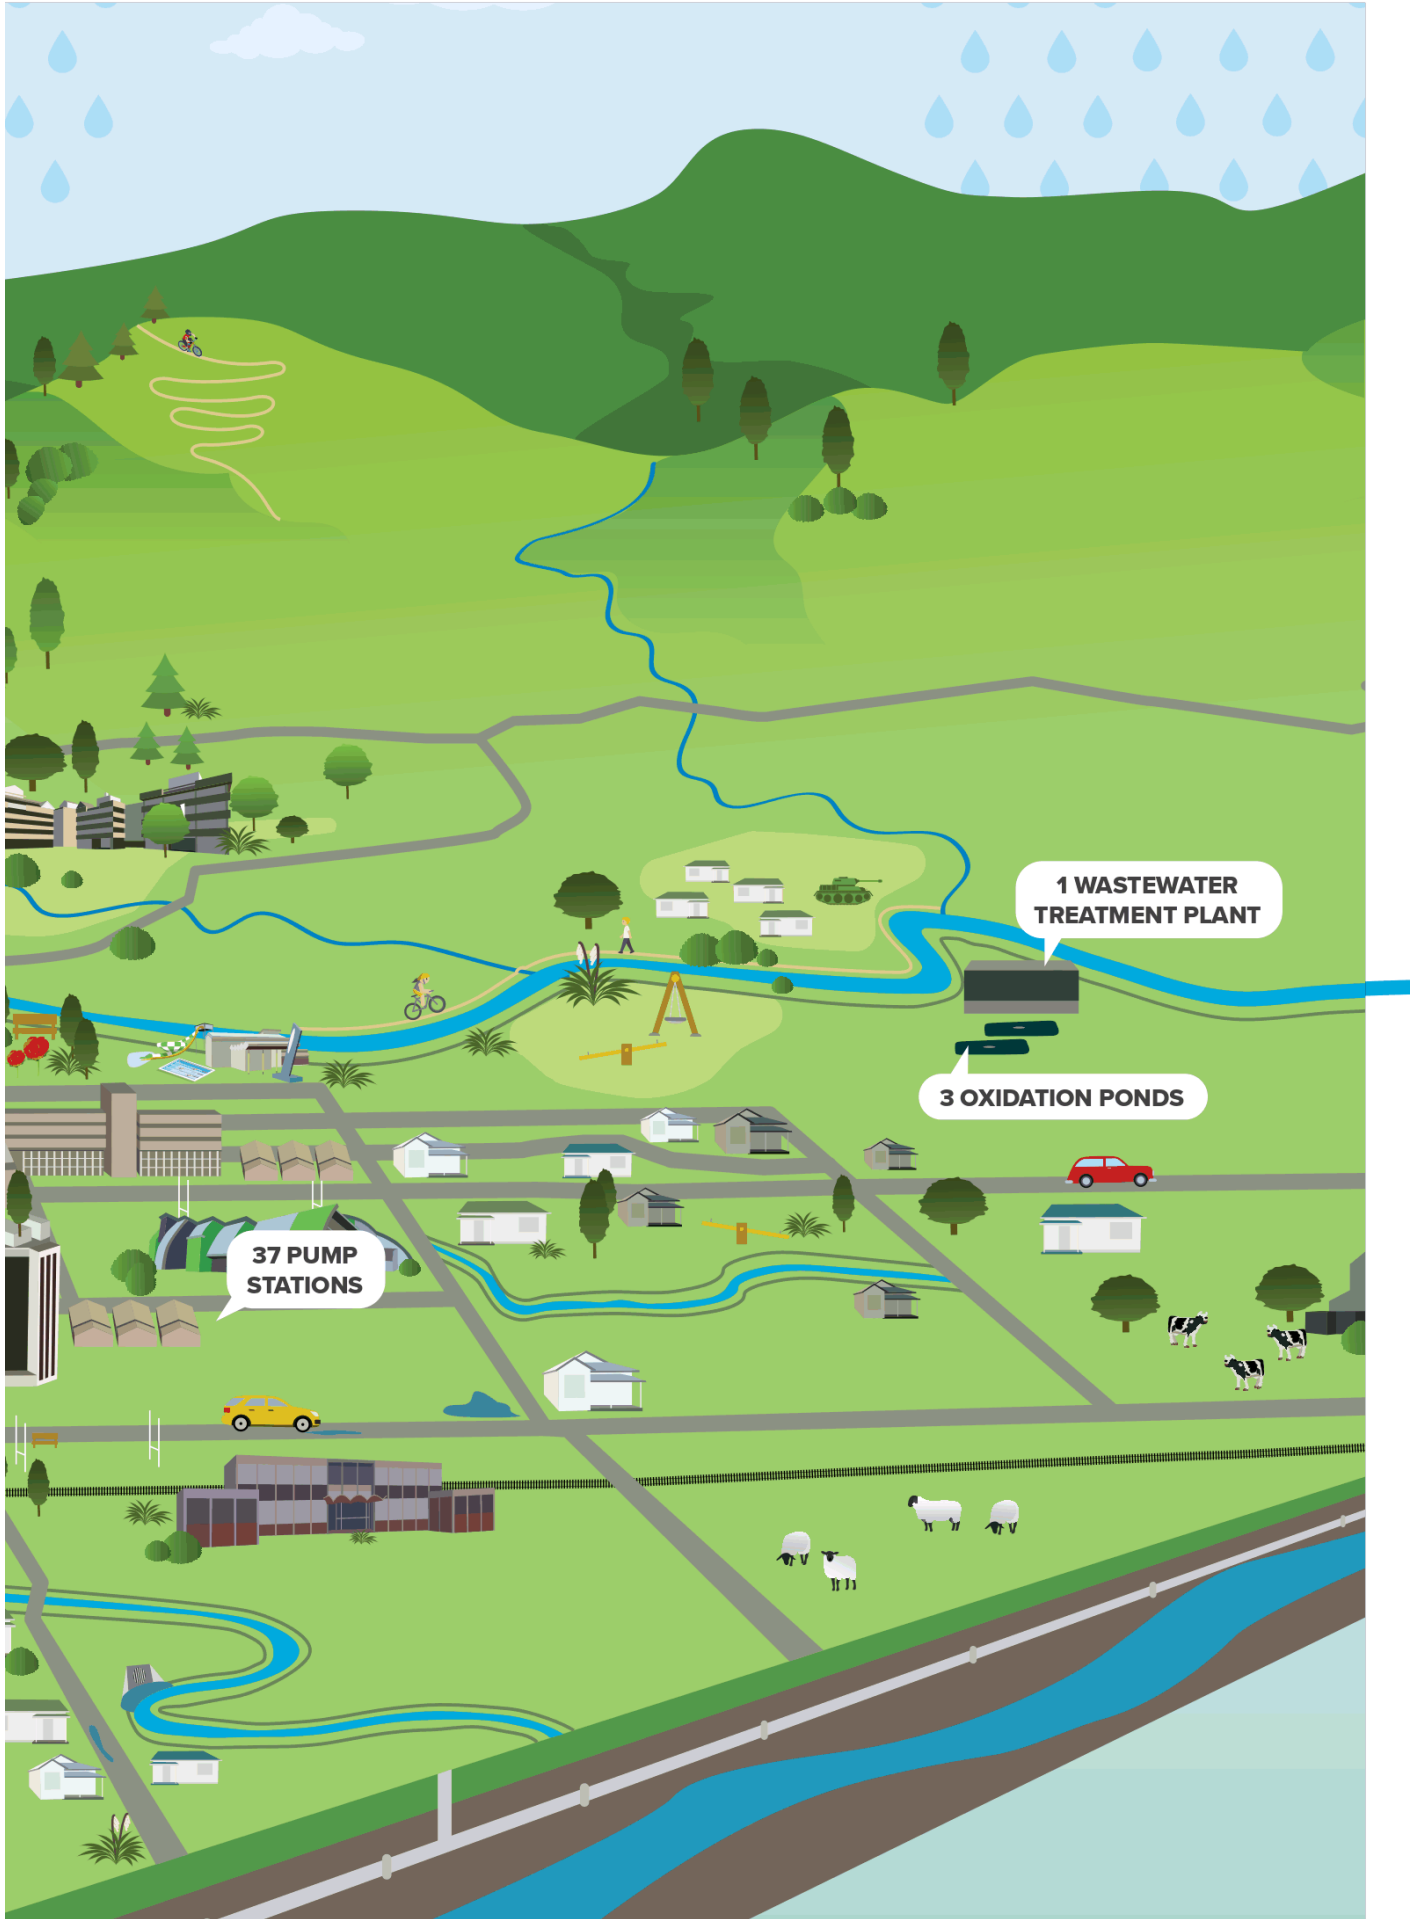 1 WASTEWATER
TREATMENT PLANT
3 OXIDATION PONDS
37 PUMP
STATIONS